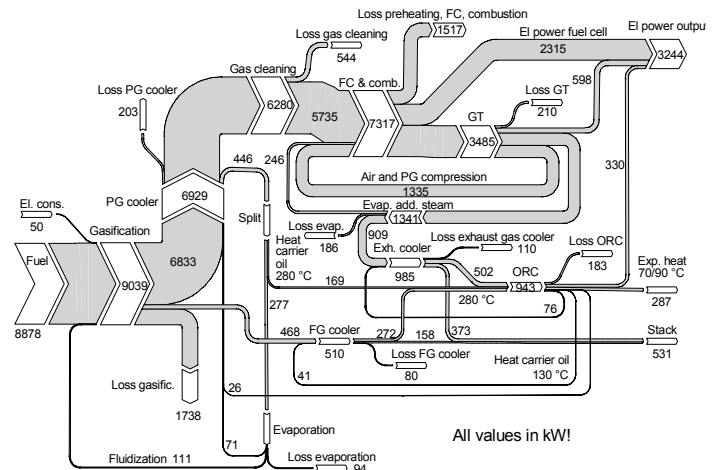 Loss preheating, FC, combustion
1517
El power output
Loss gas cleaning
544
El power fuel cell
2315
3244
Gas cleaning
FC & comb.
598
Loss PG cooler
203
6280
5735
7317
GT
Loss GT
210
3485
446
246
330
Air and PG compression
1335
PG cooler
6929
El. cons.
50
Gasification
Evap. add. steam
1341
Split
Loss evap.
186
909
Loss exhaust gas cooler
110
Fuel
6833
Exh. cooler
Loss ORC
183
9039
Heat
carrier
oil
280 °C
985
502
ORC
943
Exp. heat
70/90 °C
287
169
280 °C
76
277
8878
468
FG cooler
510
272
158
373
Stack
531
Loss FG cooler
80
Heat carrier oil
130 °C
Loss gasific.
1738
26
41
71
Evaporation
All values in kW!
Fluidization 111
Loss evaporation
94